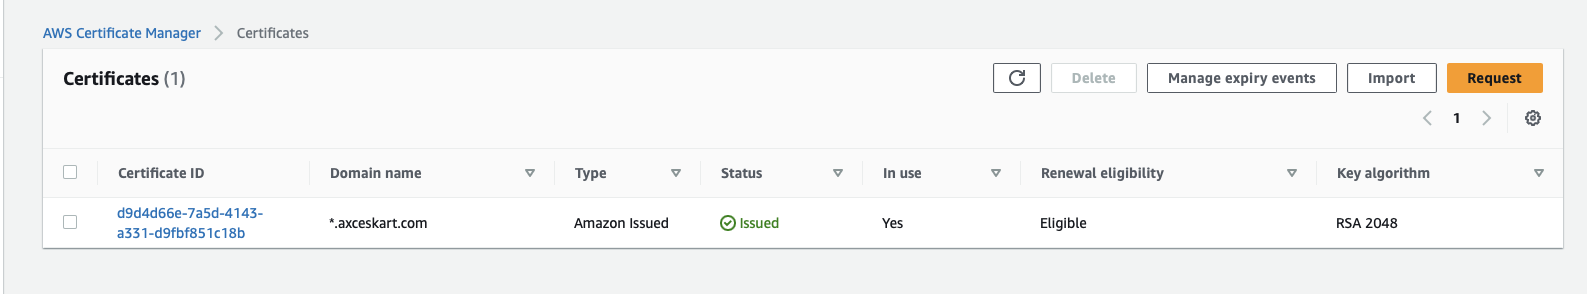 AWS Certificate Manager > Certificates
Certificates (1)
Delete Manage expiry events Import Request
1
Certificate ID Domain name Type Status In use Renewal eligibility Key algorithm
d9d4d66e-7a5d-4143-
a331-d9fbf851c18b *.axceskart.com Amazon Issued Issued Yes Eligible RSA 2048